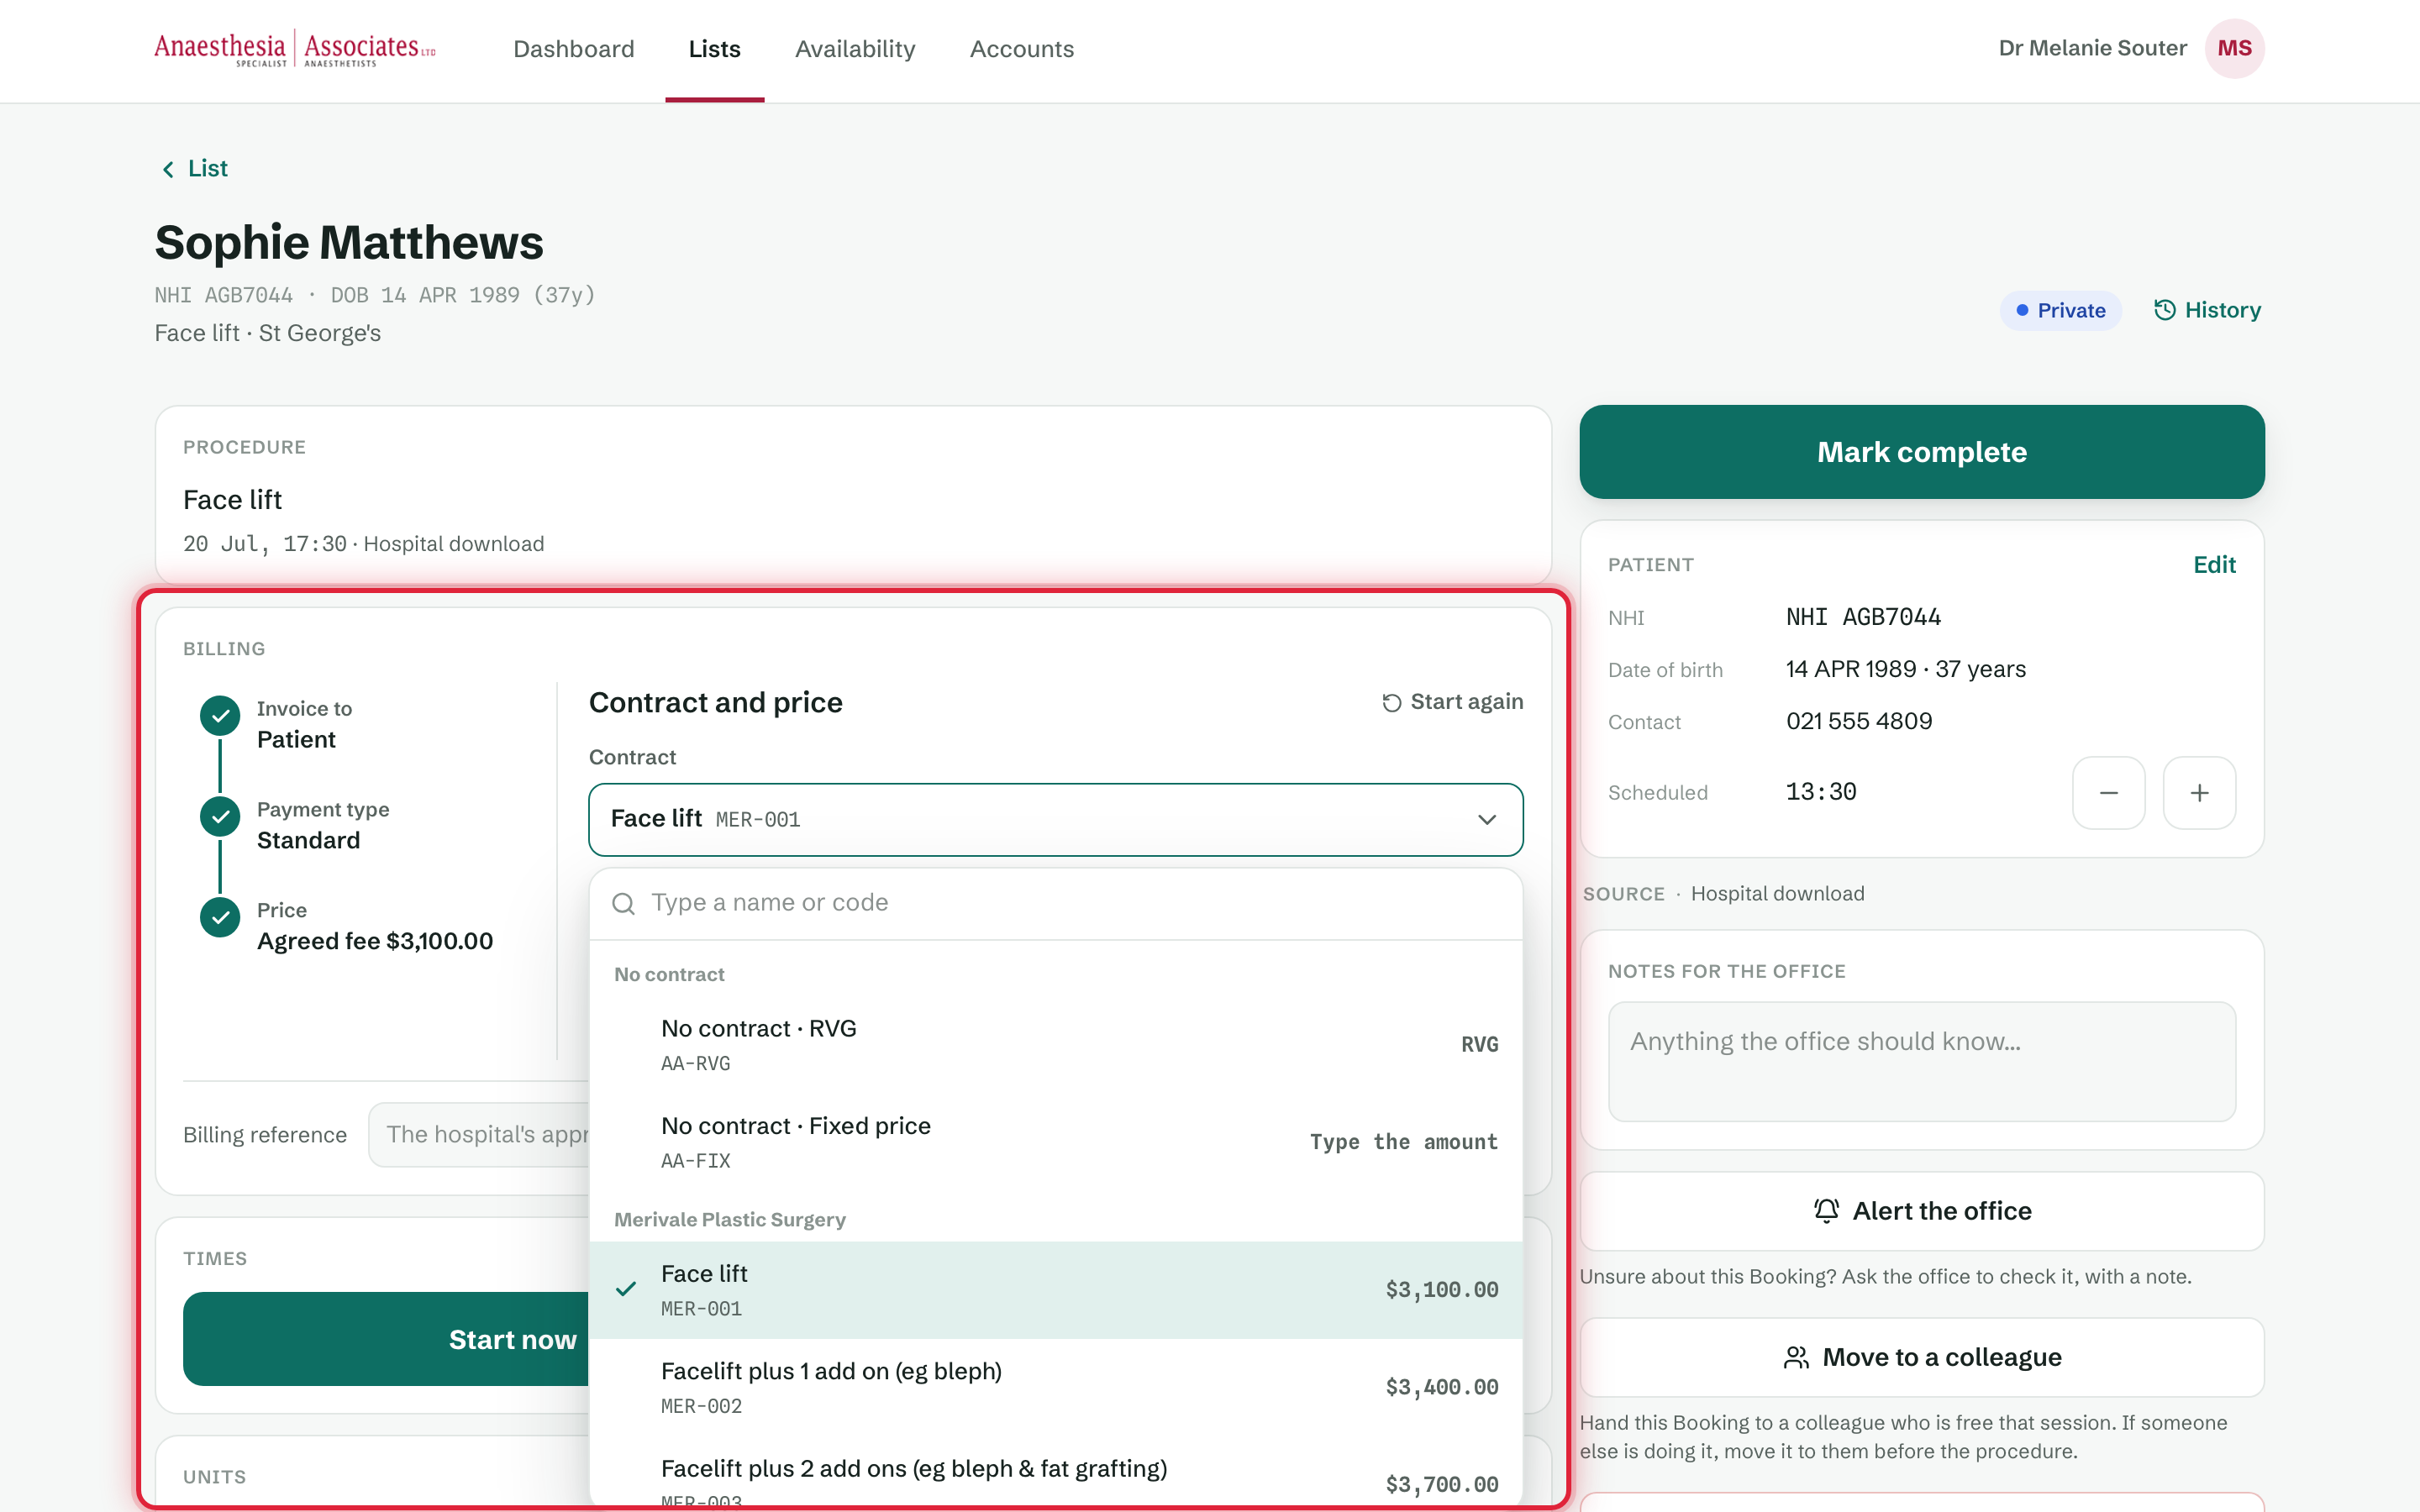 Anaesthesia | Associates LTD
SPECIALIST ANAESTHETISTS
Dashboard
Lists
Availability
Accounts
Dr Melanie Souter
MS
List
Sophie Matthews
NHI AGB7044 · DOB 14 APR 1989 (37y)
Face lift · St George's
Private
History
PROCEDURE
Face lift
20 Jul, 17:30 · Hospital download
BILLING
Invoice to
Patient
Payment type
Standard
Price
Agreed fee $3,100.00
Contract and price
Start again
Contract
Face lift MER-001
Type a name or code
No contract
No contract · RVG
AA-RVG
RVG
No contract · Fixed price
AA-FIX
Type the amount
Merivale Plastic Surgery
Face lift
MER-001
$3,100.00
Facelift plus 1 add on (eg bleph)
MER-002
$3,400.00
Facelift plus 2 add ons (eg bleph & fat grafting)
MER-003
$3,700.00
Billing reference
The hospital's appr
TIMES
Start now
UNITS
Mark complete
PATIENT
Edit
NHI
NHI AGB7044
Date of birth
14 APR 1989 · 37 years
Contact
021 555 4809
Scheduled
13:30
SOURCE · Hospital download
NOTES FOR THE OFFICE
Anything the office should know...
Alert the office
Unsure about this Booking? Ask the office to check it, with a note.
Move to a colleague
Hand this Booking to a colleague who is free that session. If someone
else is doing it, move it to them before the procedure.